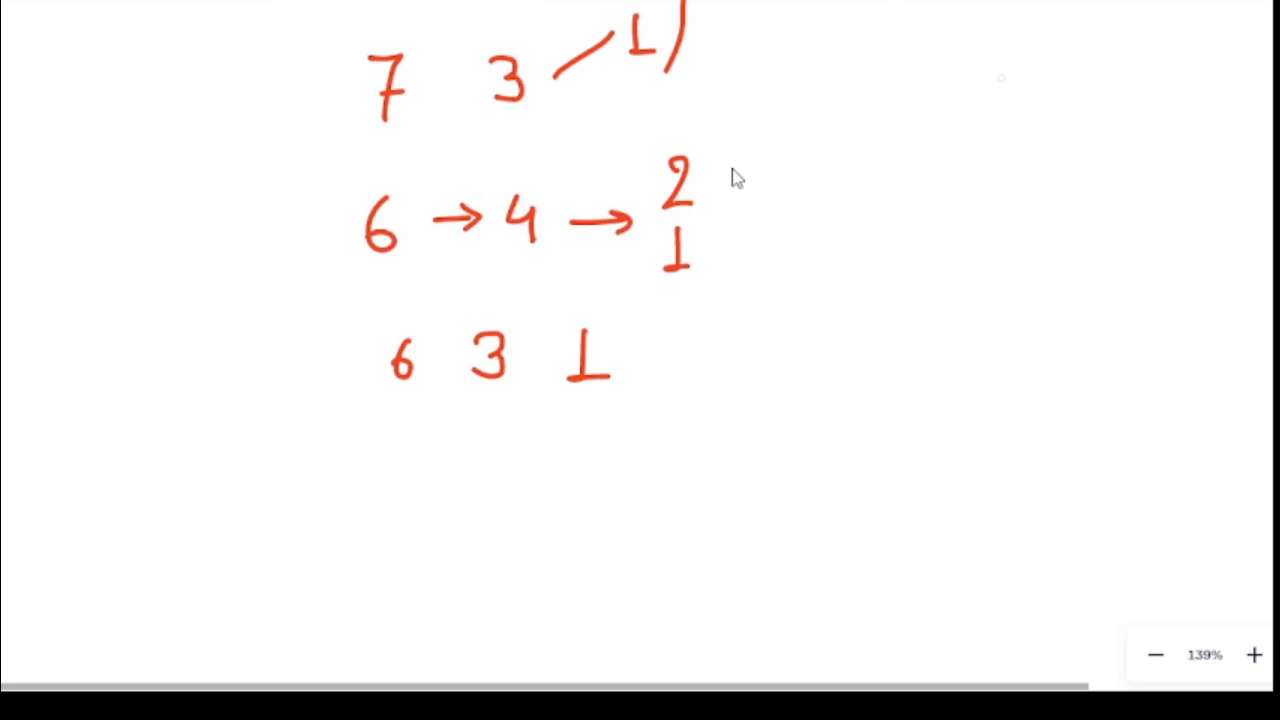 7 3 / 1 )
6 → 4 → 2
1
6 3 1
− 139% +